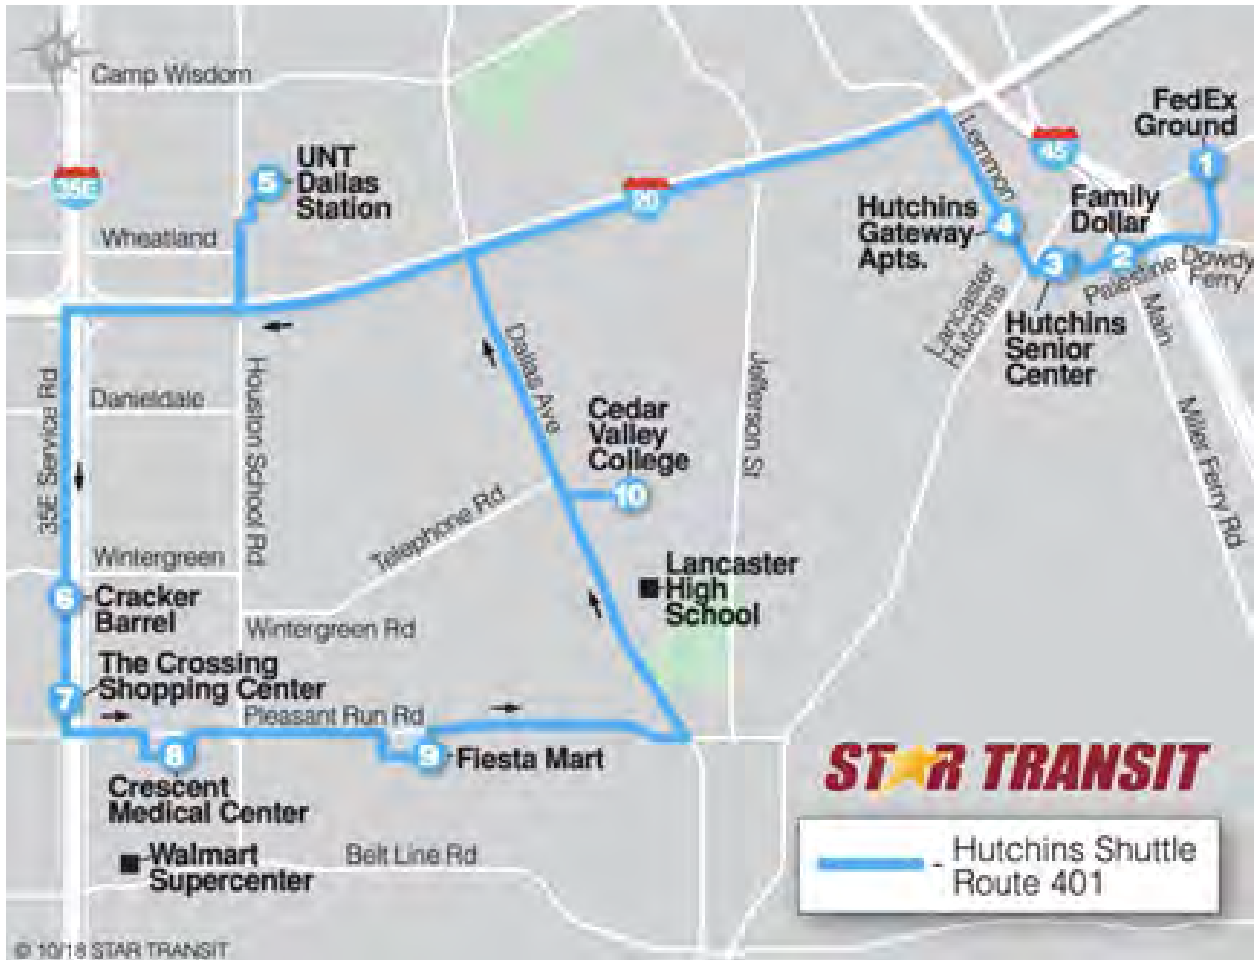 N
Camp Wisdom
FedEx
Ground
1
45
35E
UNT
Dallas
Station
5
Lemmon
20
Family
Dollar
Hutchins
Gateway
Apts.
4
Wheatland
3
2
Dowdy
Ferry
Palestine
Lancaster
Hutchins
Main
Hutchins
Senior
Center
Dallas Ave
Jefferson St
Houston School Rd
35E Service Rd
Danieldale
Cedar
Valley
College
10
Miller Ferry Rd
Telephone Rd
Wintergreen
6
Cracker
Barrel
Lancaster
High
School
Wintergreen Rd
7
The Crossing
Shopping Center
Pleasant Run Rd
8
9
Fiesta Mart
Crescent
Medical Center
STAR TRANSIT
Walmart
Supercenter
Belt Line Rd
- Hutchins Shuttle
Route 401
© 10/18 STAR TRANSIT